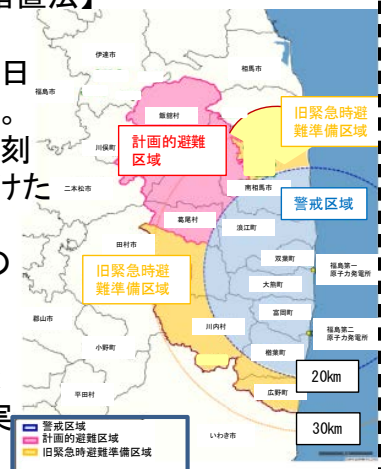 措置法】
日
。
刻
けた
の
実
伊達市
相馬市
福島市
飯舘村
旧緊急時避
難準備区域
川俣町
計画的避難
区域
二本松市
南相馬市
警戒区域
葛尾村
浪江町
田村市
双葉町
福島第一
原子力発電所
旧緊急時避
難準備区域
大熊町
富岡町
郡山市
川内村
福島第二
原子力発電所
小野町
楢葉町
20km
広野町
平田村
30km
いわき市
警戒区域
計画的避難区域
旧緊急時避難準備区域